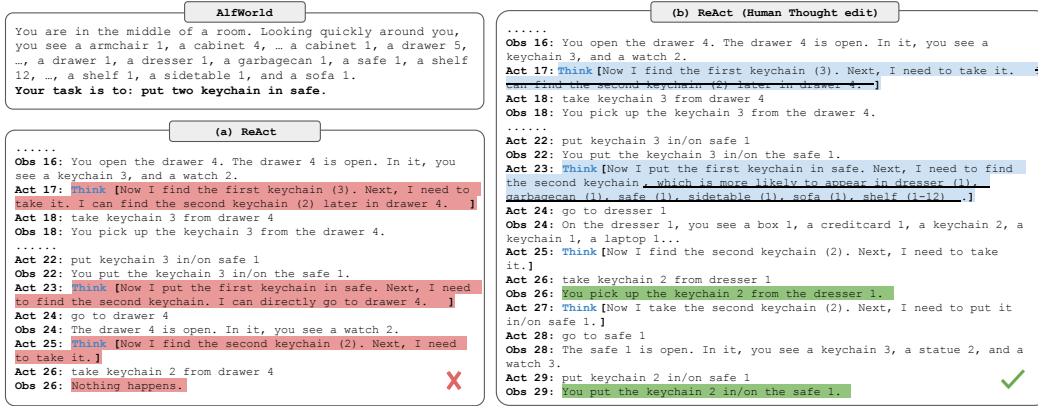 AlfWorld
You are in the middle of a room. Looking quickly around you,
you see a armchair 1, a cabinet 4, … a cabinet 1, a drawer 5,
…, a drawer 1, a dresser 1, a garbagecan 1, a safe 1, a shelf
12, …, a shelf 1, a sidetable 1, and a sofa 1.
Your task is to: put two keychain in safe.
(a) ReAct
......
Obs 16: You open the drawer 4. The drawer 4 is open. In it, you
see a keychain 3, and a watch 2.
Act 17: Think [Now I find the first keychain (3). Next, I need to
take it. I can find the second keychain (2) later in drawer 4. ]
Act 18: take keychain 3 from drawer 4
Obs 18: You pick up the keychain 3 from the drawer 4.
......
Act 22: put keychain 3 in/on safe 1
Obs 22: You put the keychain 3 in/on the safe 1.
Act 23: Think [Now I put the first keychain in safe. Next, I need
to find the second keychain. I can directly go to drawer 4. ]
Act 24: go to drawer 4
Obs 24: The drawer 4 is open. In it, you see a watch 2.
Act 25: Think [Now I find the second keychain (2). Next, I need
to take it.]
Act 26: take keychain 2 from drawer 4
Obs 26: Nothing happens.
(b) ReAct (Human Thought edit)
......
Obs 16: You open the drawer 4. The drawer 4 is open. In it, you see a
keychain 3, and a watch 2.
Act 17: Think [Now I find the first keychain (3). Next, I need to take it. I
can find the second keychain (2) later in drawer 4. ]
Act 18: take keychain 3 from drawer 4
Obs 18: You pick up the keychain 3 from the drawer 4.
......
Act 22: put keychain 3 in/on safe 1
Obs 22: You put the keychain 3 in/on the safe 1.
Act 23: Think [Now I put the first keychain in safe. Next, I need to find
the second keychain, which is more likely to appear in dresser (1),
garbagecan (1), safe (1), sidetable (1), sofa (1), shelf (1-12) .]
Act 24: go to dresser 1
Obs 24: On the dresser 1, you see a box 1, a creditcard 1, a keychain 2, a
keychain 1, a laptop 1...
Act 25: Think [Now I find the second keychain (2). Next, I need to take
it.]
Act 26: take keychain 2 from dresser 1
Obs 26: You pick up the keychain 2 from the dresser 1.
Act 27: Think [Now I take the second keychain (2). Next, I need to put it
in/on safe 1.]
Act 28: go to safe 1
Obs 28: The safe 1 is open. In it, you see a keychain 3, a statue 2, and a
watch 3.
Act 29: put keychain 2 in/on safe 1
Obs 29: You put the keychain 2 in/on the safe 1.